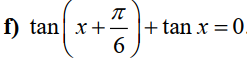 f) tan(x + π/6) + tan x = 0.